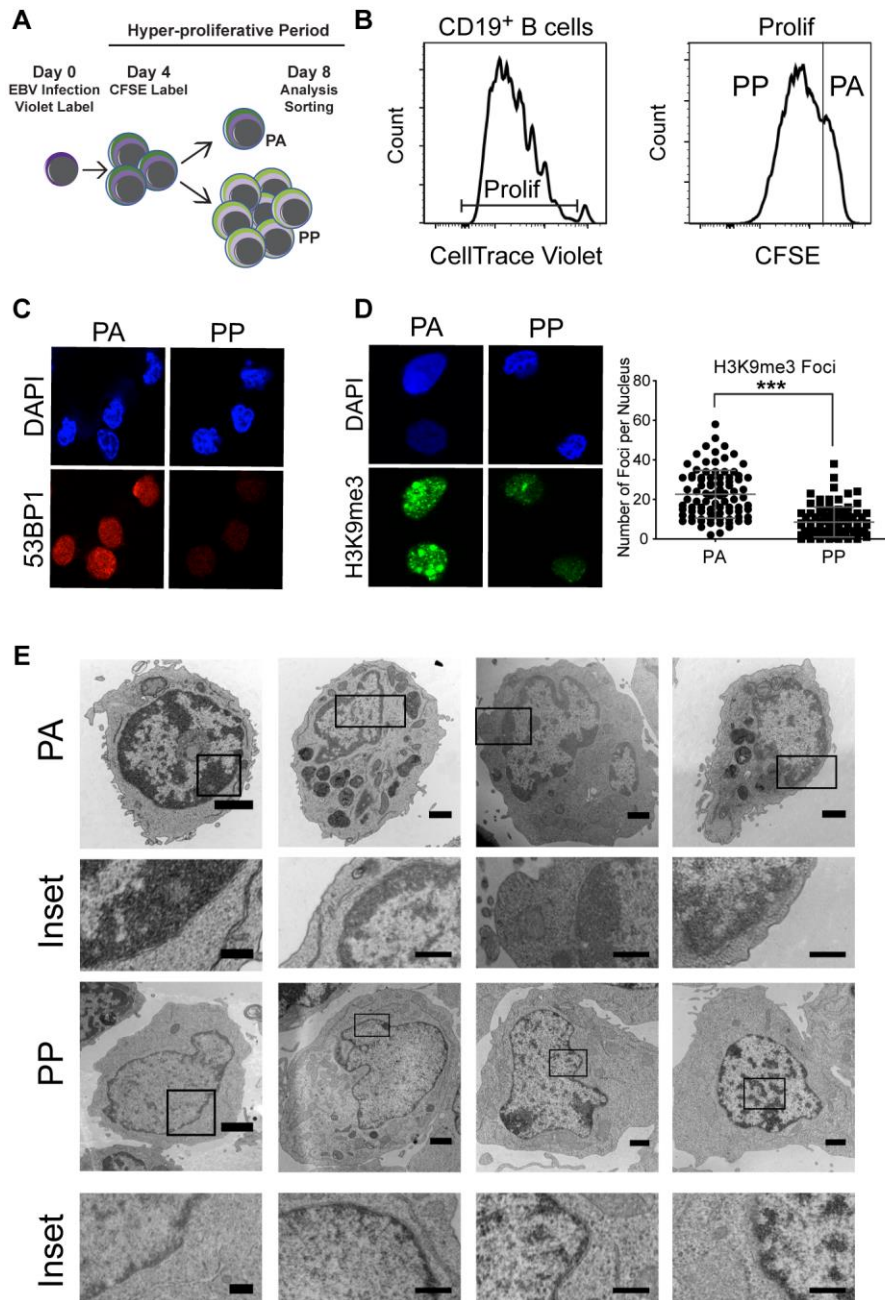 A
Hyper-proliferative Period
Day 0
EBV Infection
Violet Label
Day 4
CFSE Label
Day 8
Analysis
Sorting
PA
PP
B
CD19+ B cells
Count
Prolif
CellTrace Violet
Prolif
Count
PP
PA
CFSE
C
PA
PP
DAPI
53BP1
D
PA
PP
DAPI
H3K9me3
H3K9me3 Foci
***
Number of Foci per Nucleus
80
60
40
20
0
PA
PP
E
PA
Inset
PP
Inset